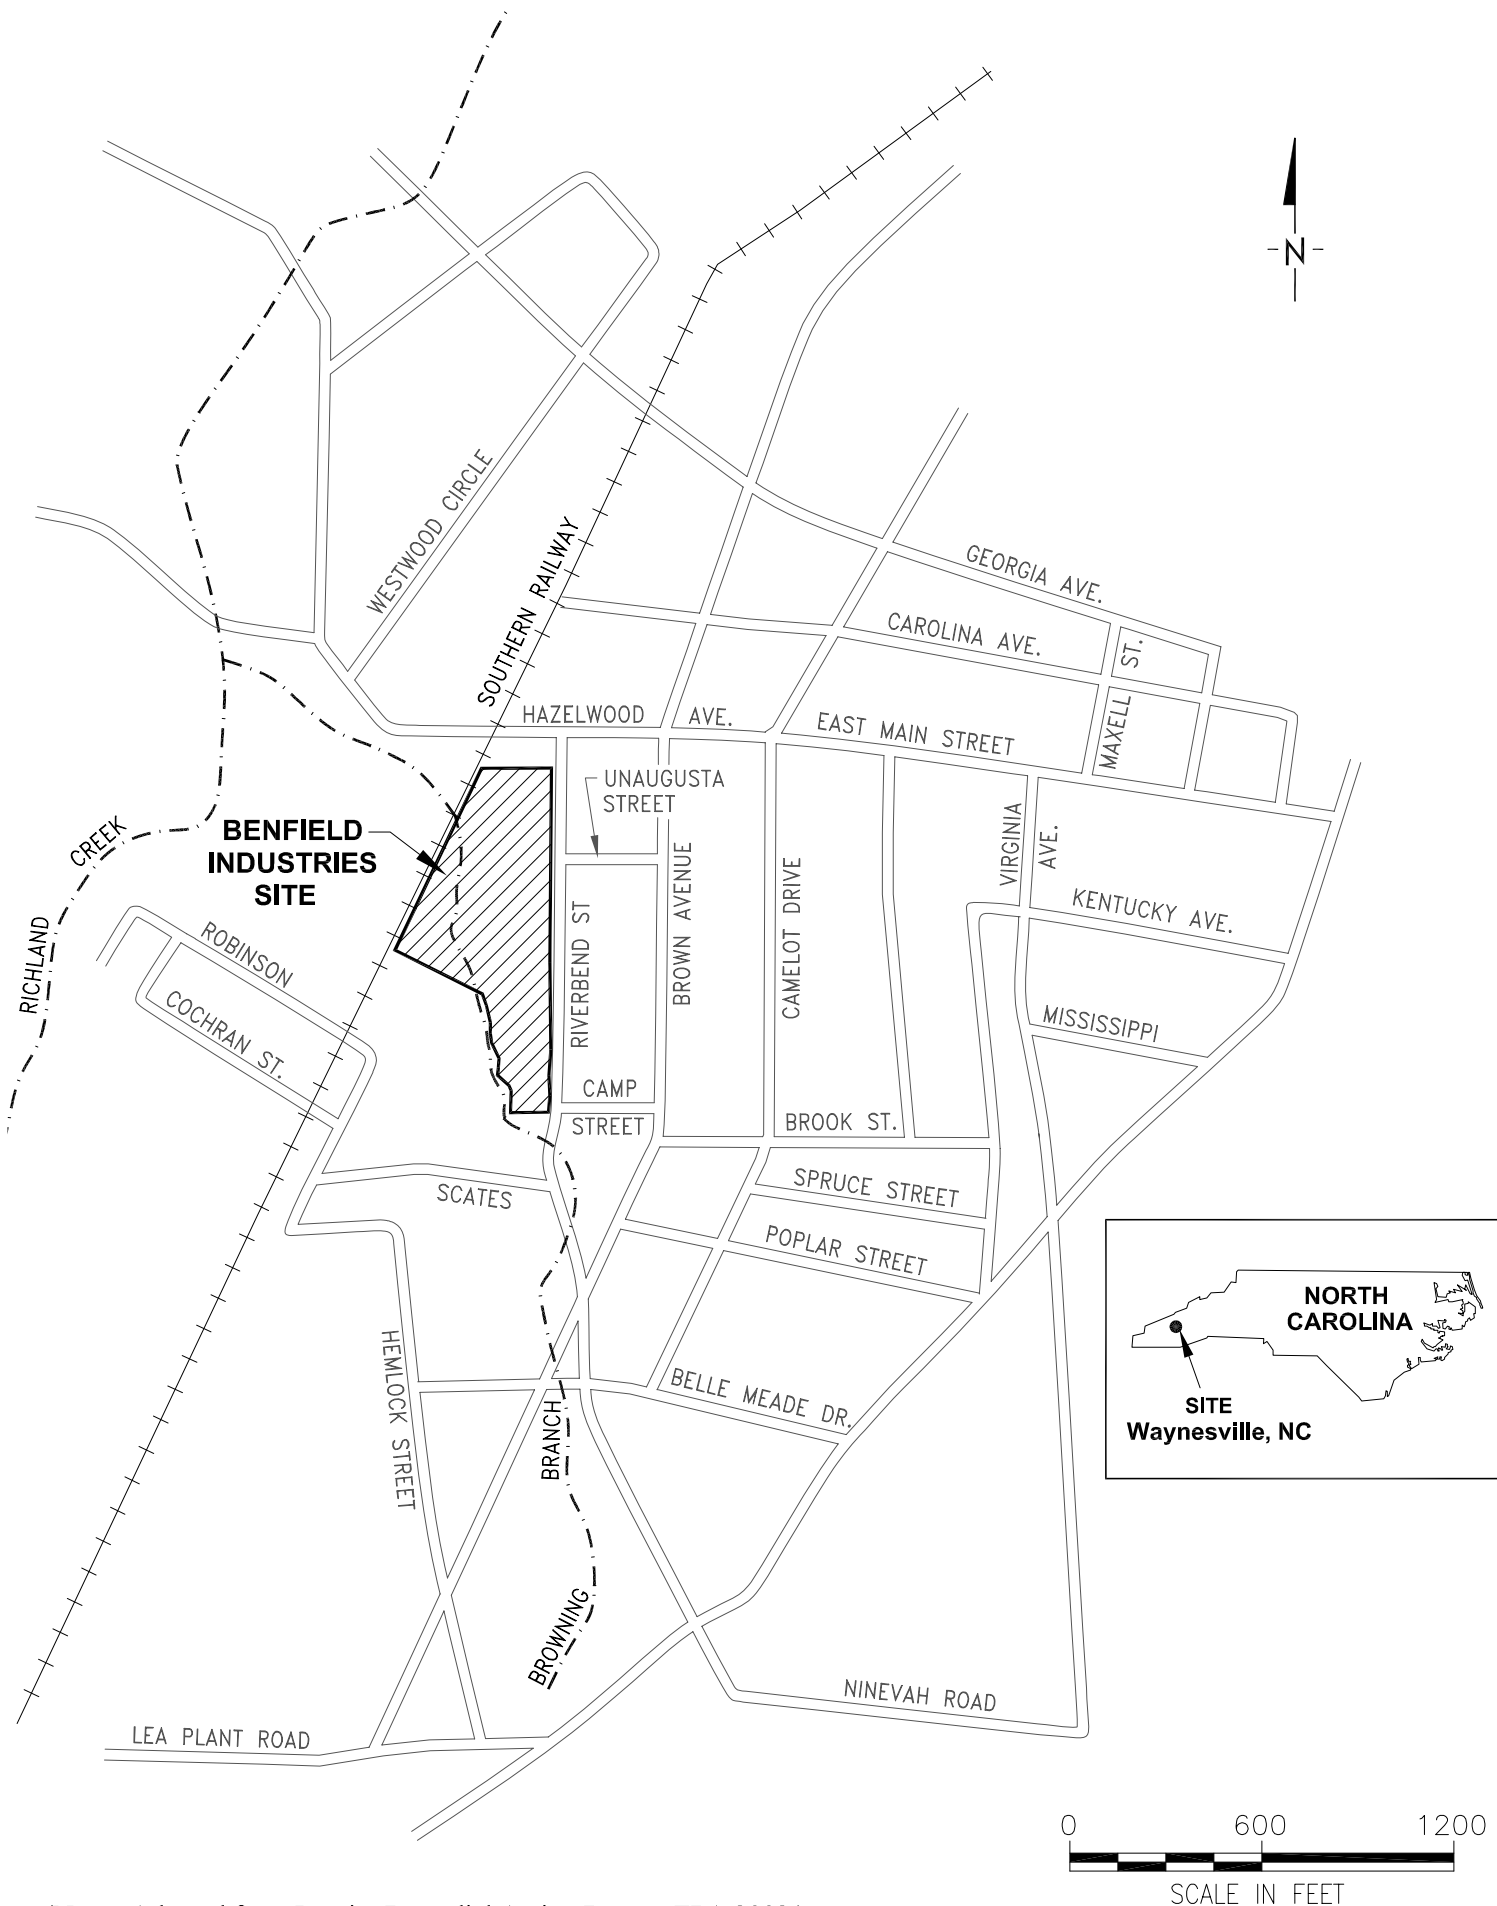 N
WESTWOOD CIRCLE
SOUTHERN RAILWAY
GEORGIA AVE.
CAROLINA AVE.
MAXELL ST.
HAZELWOOD AVE.
EAST MAIN STREET
UNAUGUSTA
STREET
BENFIELD
INDUSTRIES
SITE
RICHLAND CREEK
VIRGINIA AVE.
KENTUCKY AVE.
ROBINSON
COCHRAN ST.
RIVERBEND ST
BROWN AVENUE
CAMELOT DRIVE
MISSISSIPPI
CAMP
STREET
BROOK ST.
SCATES
SPRUCE STREET
POPLAR STREET
HEMLOCK STREET
BELLE MEADE DR.
NORTH
CAROLINA
SITE
Waynesville, NC
BROWNING BRANCH
NINEVAH ROAD
LEA PLANT ROAD
0 600 1200
SCALE IN FEET